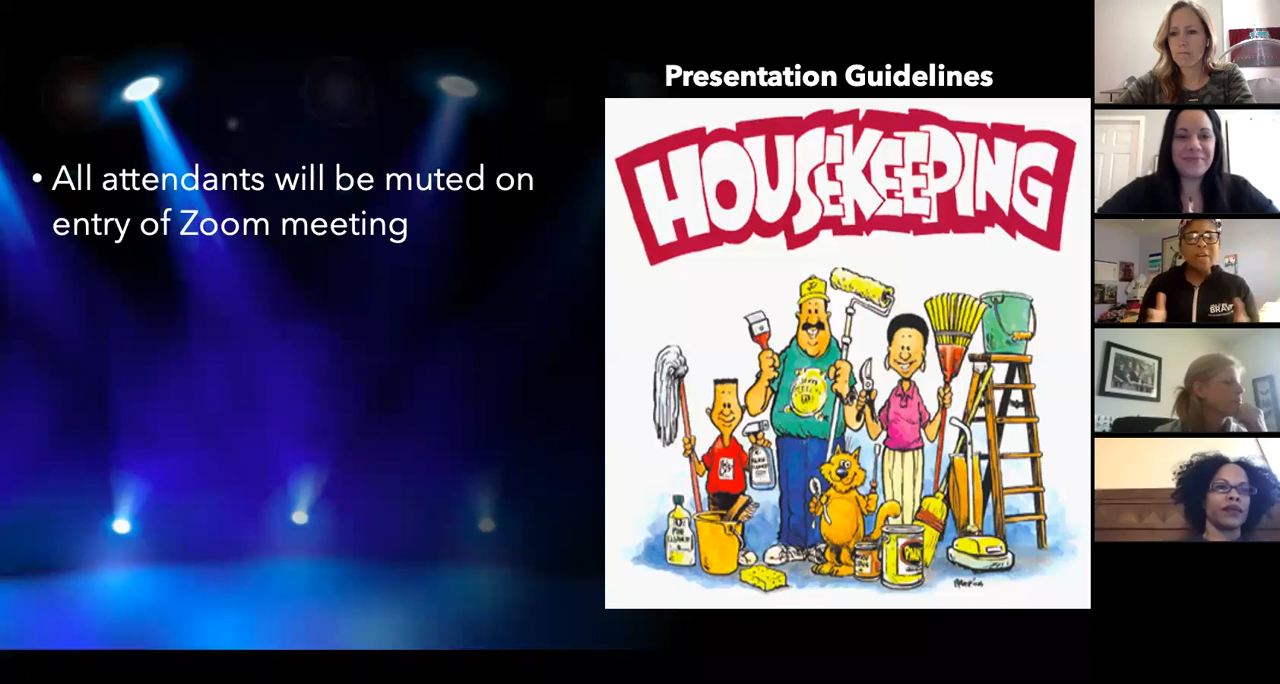 Presentation Guidelines
• All attendants will be muted on
entry of Zoom meeting
HOUSEKEEPING